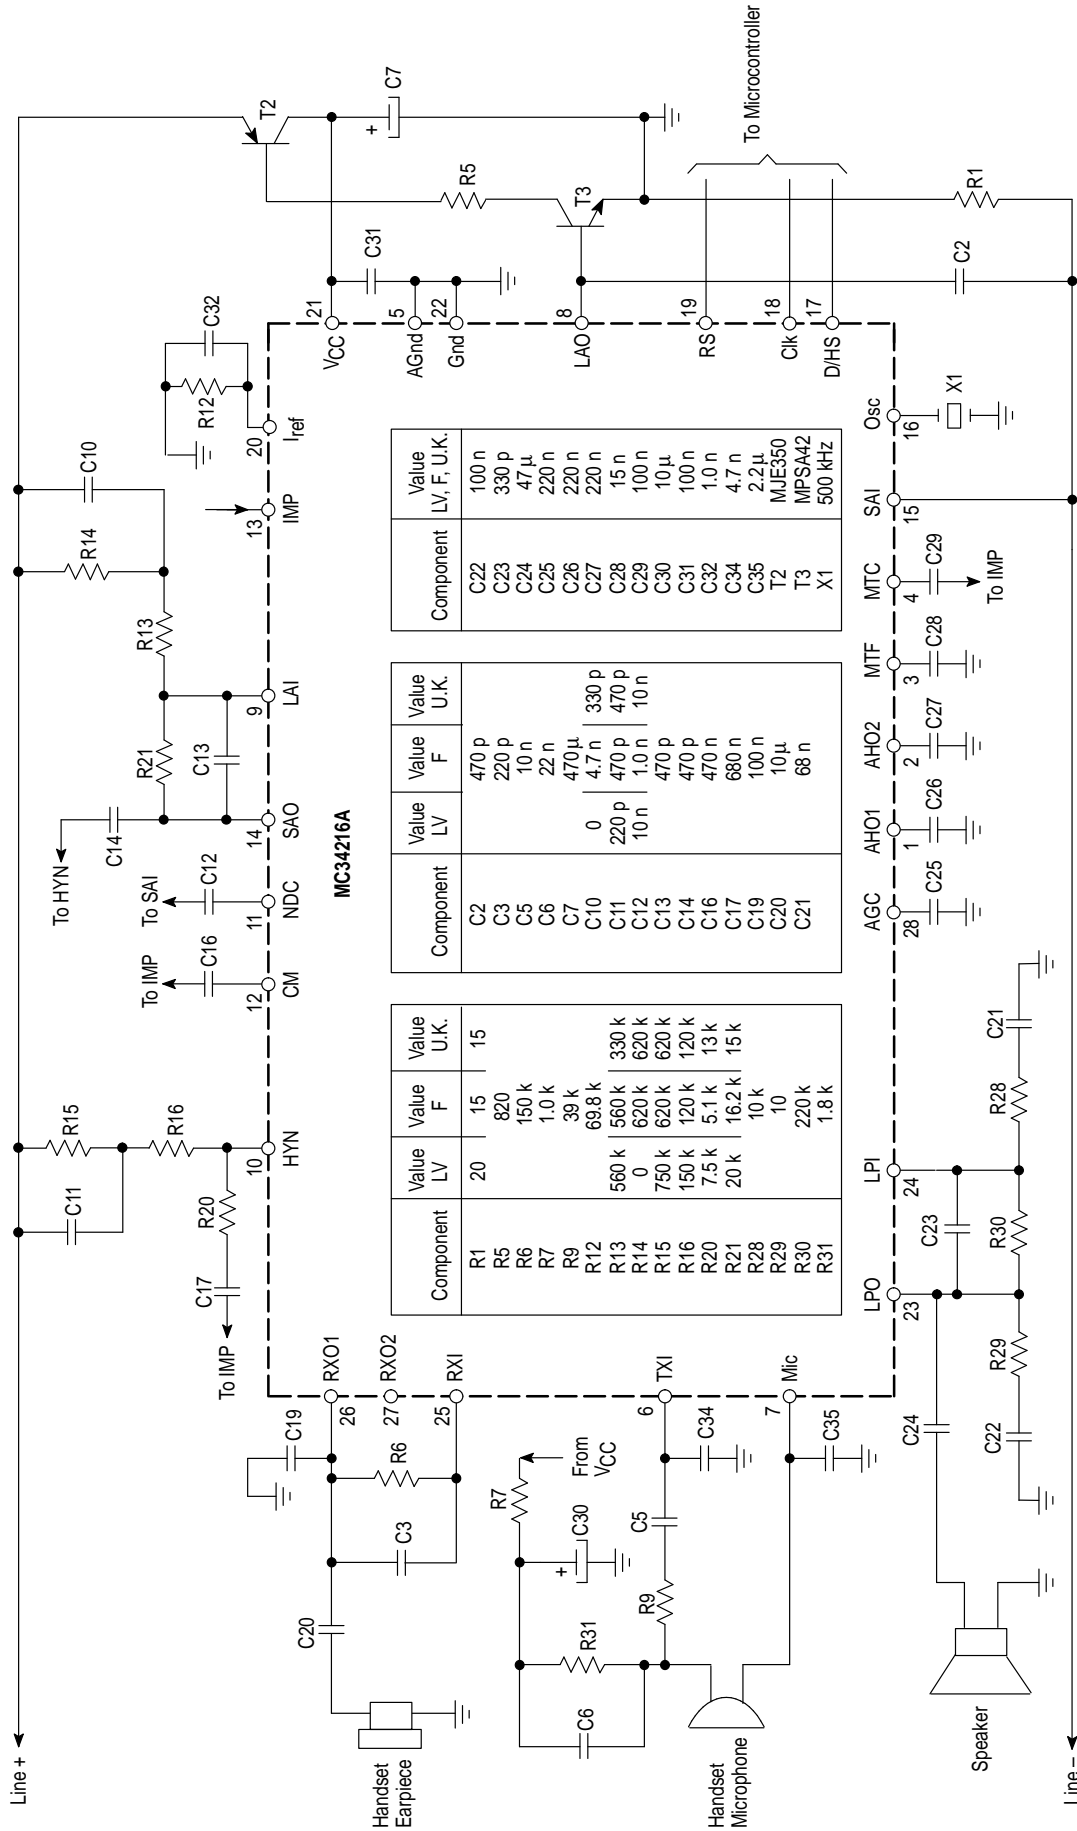 Line +
C11
R15
R16
R20
C17
To IMP
To IMP
C16
To SAI
C12
To HYN
C14
R21
C13
R13
R14
C10
R12
C32
10
12
11
14
9
13
20
HYN
CM
NDC
SAO
LAI
IMP
Iref
MC34216A
C19
C20
C3
R6
26 RXO1
27 RXO2
25 RXI
Handset
Earpiece
R7
From
VCC
C30
+
C6
R31
R9
C5
C34
6 TXI
7 Mic
C35
Handset
Microphone
Component Value LV Value F Value U.K.
R1 20 15 15
R5 820
R6 150 k
R7 1.0 k
R9 39 k
R12 69.8 k
R13 560 k 560 k 330 k
R14 0 620 k 620 k
R15 750 k 620 k 620 k
R16 150 k 120 k 120 k
R20 7.5 k 5.1 k 13 k
R21 20 k 16.2 k 15 k
R28 10 k
R29 10
R30 220 k
R31 1.8 k
Component Value LV Value F Value U.K.
C2 470 p
C3 220 p
C5 10 n
C6 22 n
C7 470 µ
C10 0 4.7 n 330 p
C11 220 p 470 p 470 p
C12 10 n 1.0 n 10 n
C13 470 p
C14 470 p
C16 470 n
C17 680 n
C19 100 n
C20 10 µ
C21 68 n
Component Value LV, F, U.K.
C22 100 n
C23 330 p
C24 47 µ
C25 220 n
C26 220 n
C27 220 n
C28 15 n
C29 100 n
C30 10 µ
C31 100 n
C32 1.0 n
C34 4.7 n
C35 2.2 µ
T2 MJE350
T3 MPSA42
X1 500 kHz
VCC 21
AGnd 5
Gnd 22
LAO 8
RS 19
Clk 18
D/HS 17
C31
T2
+
C7
R5
T3
To Microcontroller
C2
R1
LPO
LPI
AGC
AHO1
AHO2
MTF
MTC
SAI
Osc
23
24
28
1
2
3
4
15
16
C24
C23
R30
R29
C22
R28
C21
C25
C26
C27
C28
C29
To IMP
X1
Speaker
Line –